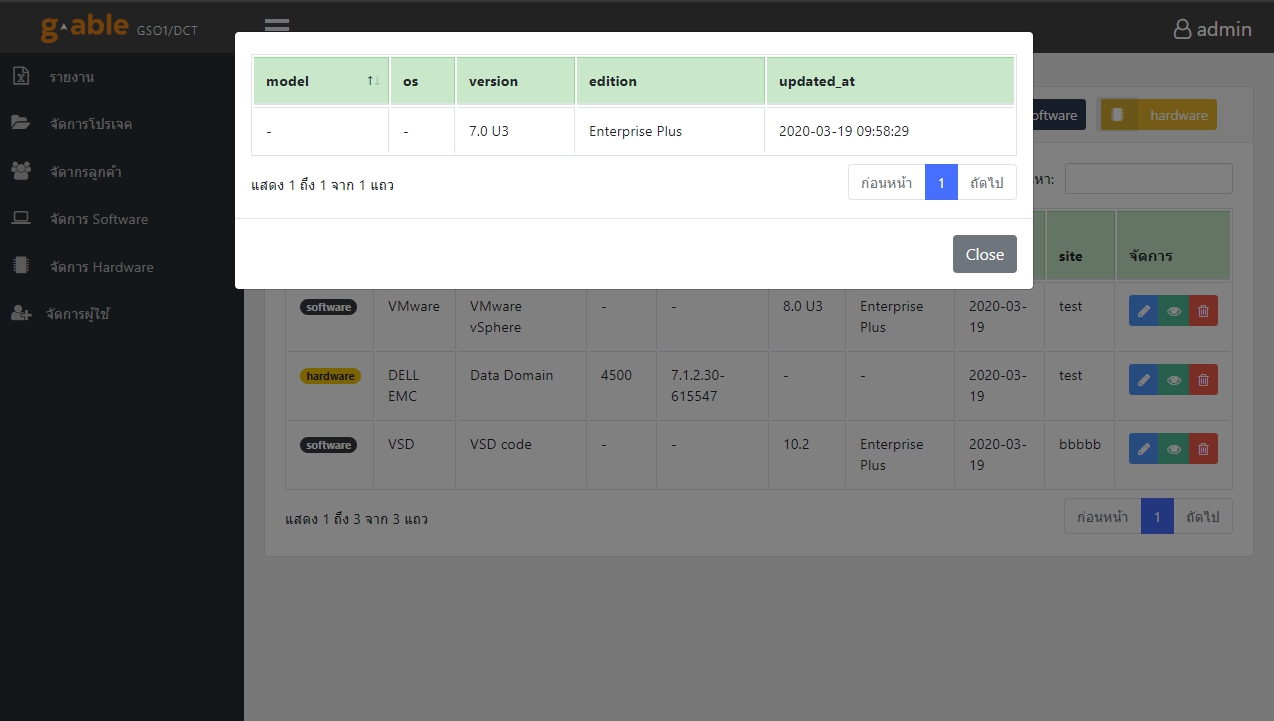 g▲able GSO1/DCT
admin
รายงาน
จัดการโปรเจค
จัดากรลูกค้า
จัดการ Software
จัดการ Hardware
จัดการผู้ใช้
model os version edition updated_at
- - 7.0 U3 Enterprise Plus 2020-03-19 09:58:29
แสดง 1 ถึง 1 จาก 1 แถว
ก่อนหน้า 1 ถัดไป
Close
oftware hardware
หา:
site จัดการ
software VMware VMware - - 8.0 U3 Enterprise 2020-03- test
vSphere Plus 19
hardware DELL Data Domain 4500 7.1.2.30- - - 2020-03- test
EMC 615547 19
software VSD VSD code - - 10.2 Enterprise 2020-03- bbbbb
Plus 19
แสดง 1 ถึง 3 จาก 3 แถว
ก่อนหน้า 1 ถัดไป